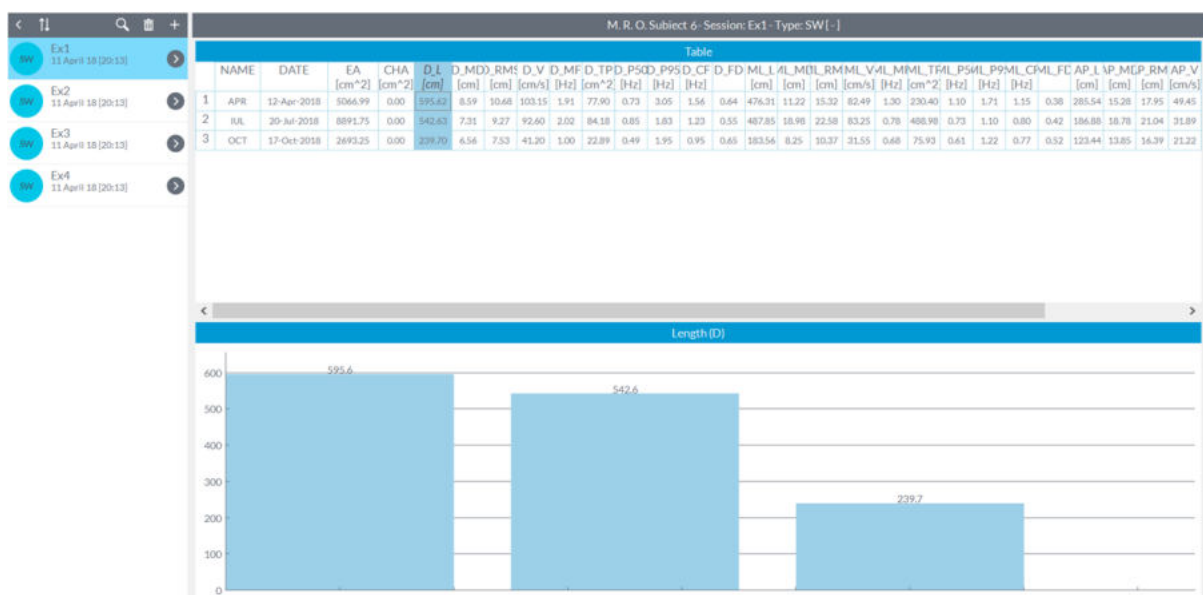 M. R. O. Subiect 6 - Session: Ex1 - Type: SW [ - ]
SW Ex1
11 April 18 [20:13]
SW Ex2
11 April 18 [20:13]
SW Ex3
11 April 18 [20:13]
SW Ex4
11 April 18 [20:13]
Table
NAME DATE EA CHA D_L D_MD D_RMS D_V D_MF D_TP D_P50 D_P95 D_CF D_FD ML_L ML_MD ML_RM ML_V ML_M ML_TF ML_P5 ML_P9 ML_CF ML_FD AP_L AP_MD AP_RM AP_V
[cm^2] [cm^2] [cm] [cm] [cm] [cm/s] [Hz] [cm^2] [Hz] [Hz] [Hz] [cm] [cm] [cm] [cm/s] [Hz] [cm^2] [Hz] [Hz] [Hz] [cm] [cm] [cm] [cm/s]
1 APR 12-Apr-2018 5066.99 0.00 595.62 8.59 10.68 103.15 1.91 77.90 0.73 3.05 1.56 0.64 476.31 11.22 15.32 82.49 1.30 230.40 1.10 1.71 1.15 0.38 285.54 15.28 17.95 49.45
2 IUL 20-Jul-2018 8891.75 0.00 542.63 7.31 9.27 92.60 2.02 84.18 0.85 1.83 1.23 0.55 487.85 18.98 22.58 83.25 0.78 488.98 0.73 1.10 0.80 0.42 186.88 18.78 21.04 31.89
3 OCT 17-Oct-2018 2693.25 0.00 239.70 6.56 7.53 41.20 1.00 22.89 0.49 1.95 0.95 0.65 183.56 8.25 10.37 31.55 0.68 75.93 0.61 1.22 0.77 0.52 123.44 13.85 16.39 21.22
Length (D)
600
500
400
300
200
100
0
595.6
542.6
239.7